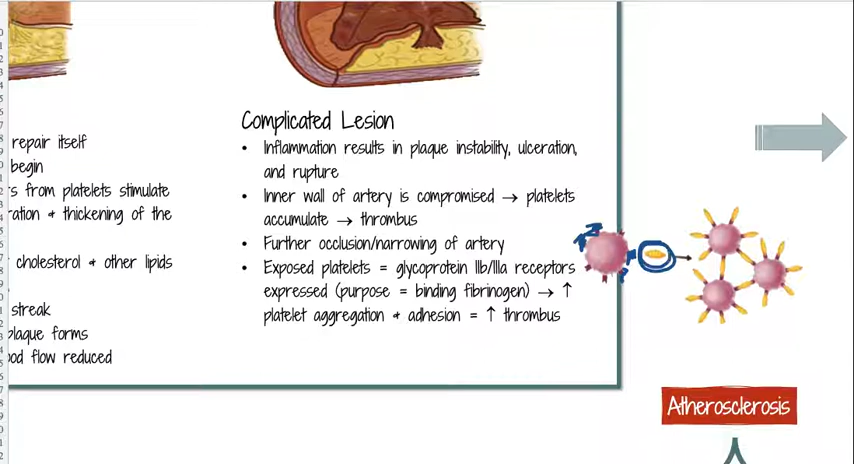 repair itself
begin
s from platelets stimulate
ration & thickening of the
cholesterol & other lipids
streak
plaque forms
od flow reduced
Complicated Lesion
• Inflammation results in plaque instability, ulceration,
and rupture
• Inner wall of artery is compromised → platelets
accumulate → thrombus
• Further occlusion/narrowing of artery
• Exposed platelets = glycoprotein IIb/IIIa receptors
expressed (purpose = binding fibrinogen) → ↑
platelet aggregation & adhesion = ↑ thrombus
Atherosclerosis